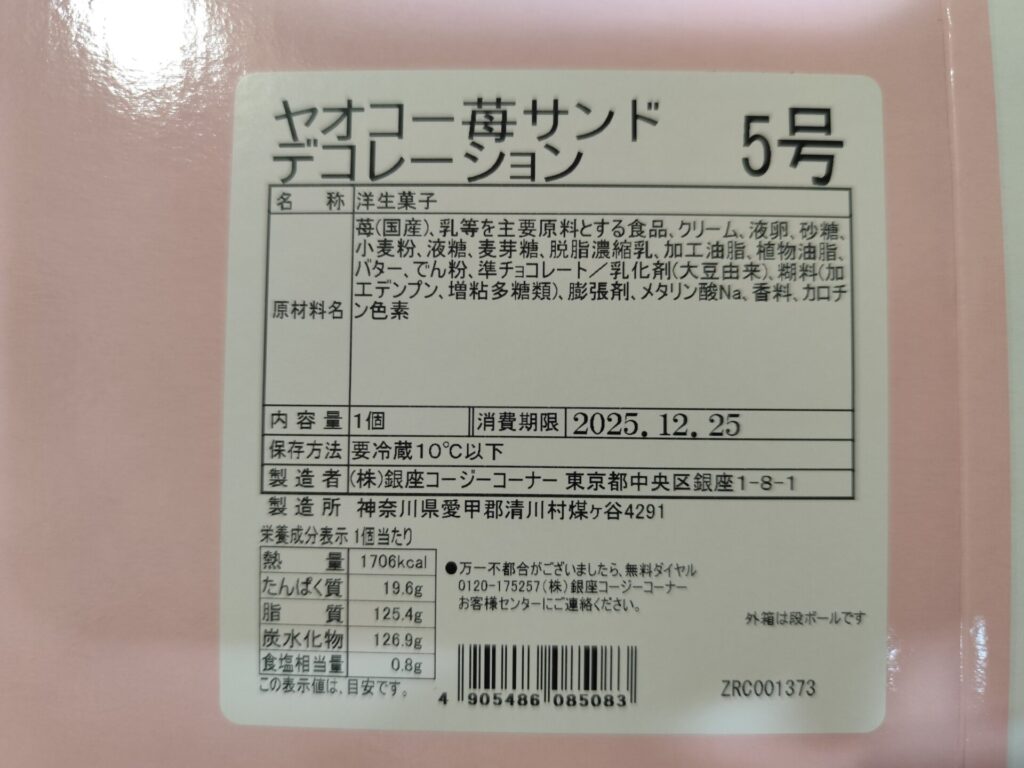 ヤオコー苺サンド
デコレーション
5号
名 称 洋生菓子
原材料名 苺(国産)、乳等を主要原料とする食品、クリーム、液卵、砂糖、
小麦粉、液糖、麦芽糖、脱脂濃縮乳、加工油脂、植物油脂、
バター、でん粉、準チョコレート／乳化剤(大豆由来)、糊料(加
工デンプン、増粘多糖類)、膨張剤、メタリン酸Na、香料、カロチ
ン色素
内容量 1個 消費期限 2025.12.25
保存方法 要冷蔵10℃以下
製造者 (株)銀座コージーコーナー 東京都中央区銀座1-8-1
製造所 神奈川県愛甲郡清川村煤ヶ谷4291
栄養成分表示 1個当たり
熱 量 1706kcal
たんぱく質 19.6g
脂 質 125.4g
炭水化物 126.9g
食塩相当量 0.8g
この表示値は、目安です。
●万一不都合がございましたら、無料ダイヤル
0120-175257(株)銀座コージーコーナー
お客様センターにご連絡ください。
外箱は段ボールです
4 905486 085083
ZRC001373